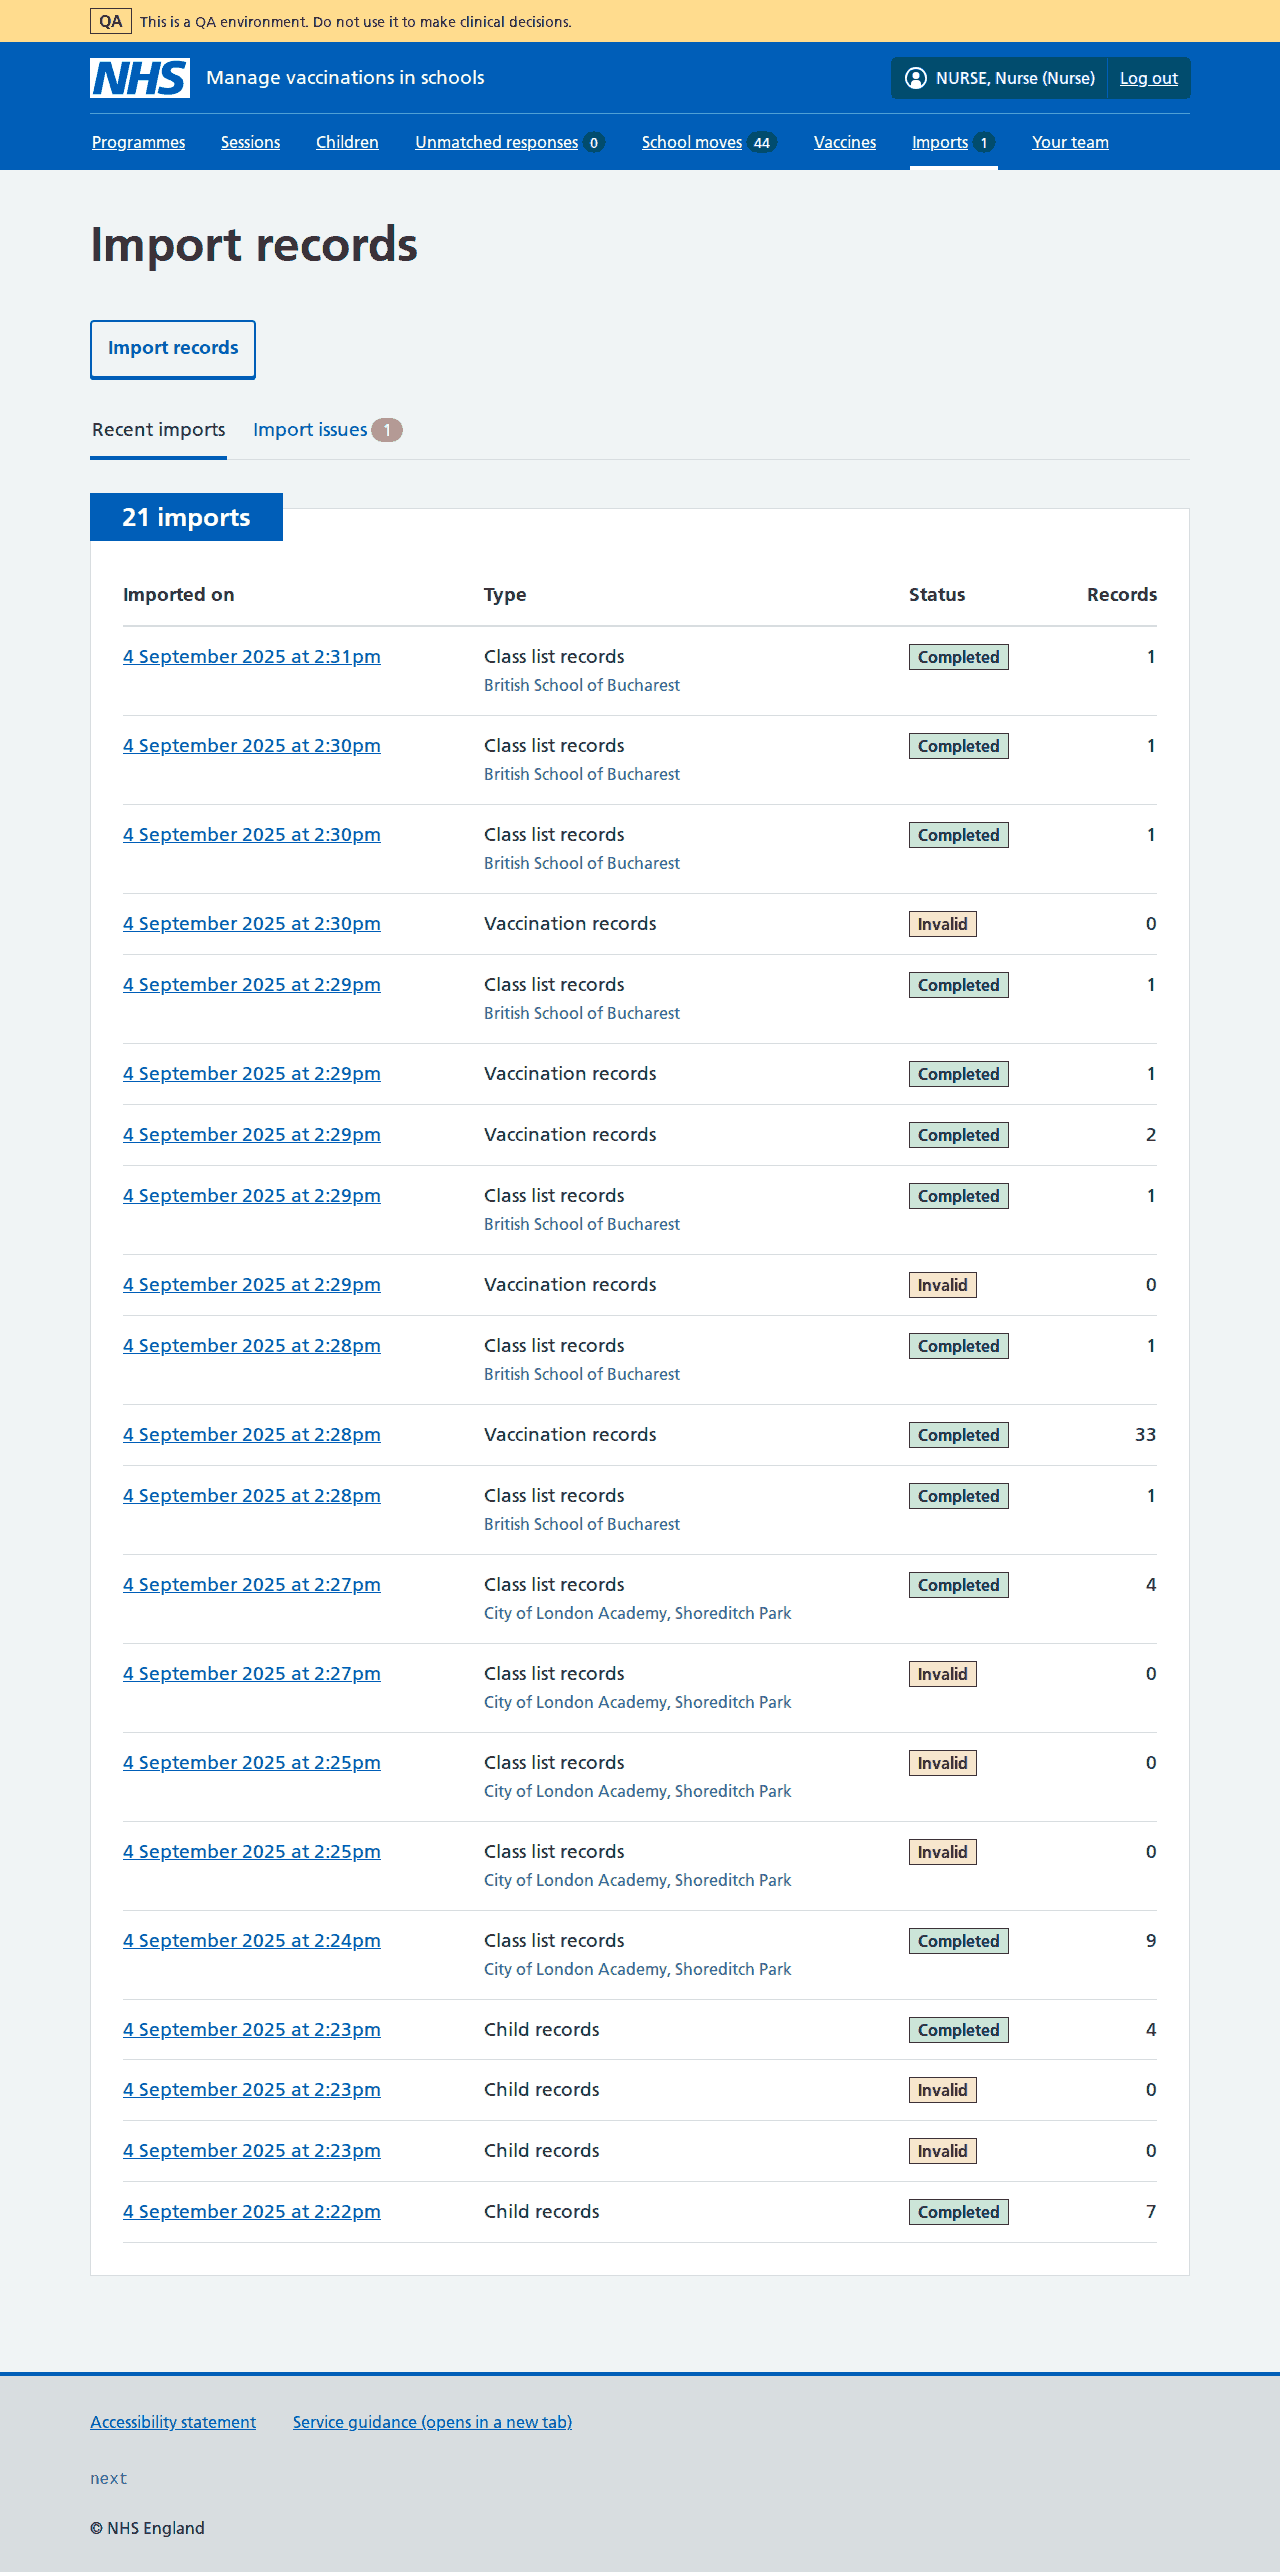 QA This is a QA environment. Do not use it to make clinical decisions.
NHS Manage vaccinations in schools NURSE, Nurse (Nurse) Log out
Programmes Sessions Children Unmatched responses 0 School moves 44 Vaccines Imports 1 Your team
Import records
Import records
Recent imports Import issues 1
21 imports
Imported on Type Status Records
4 September 2025 at 2:31pm Class list records Completed 1
British School of Bucharest
4 September 2025 at 2:30pm Class list records Completed 1
British School of Bucharest
4 September 2025 at 2:30pm Class list records Completed 1
British School of Bucharest
4 September 2025 at 2:30pm Vaccination records Invalid 0
4 September 2025 at 2:29pm Class list records Completed 1
British School of Bucharest
4 September 2025 at 2:29pm Vaccination records Completed 1
4 September 2025 at 2:29pm Vaccination records Completed 2
4 September 2025 at 2:29pm Class list records Completed 1
British School of Bucharest
4 September 2025 at 2:29pm Vaccination records Invalid 0
4 September 2025 at 2:28pm Class list records Completed 1
British School of Bucharest
4 September 2025 at 2:28pm Vaccination records Completed 33
4 September 2025 at 2:28pm Class list records Completed 1
British School of Bucharest
4 September 2025 at 2:27pm Class list records Completed 4
City of London Academy, Shoreditch Park
4 September 2025 at 2:27pm Class list records Invalid 0
City of London Academy, Shoreditch Park
4 September 2025 at 2:25pm Class list records Invalid 0
City of London Academy, Shoreditch Park
4 September 2025 at 2:25pm Class list records Invalid 0
City of London Academy, Shoreditch Park
4 September 2025 at 2:24pm Class list records Completed 9
City of London Academy, Shoreditch Park
4 September 2025 at 2:23pm Child records Completed 4
4 September 2025 at 2:23pm Child records Invalid 0
4 September 2025 at 2:23pm Child records Invalid 0
4 September 2025 at 2:22pm Child records Completed 7
Accessibility statement Service guidance (opens in a new tab)
next
© NHS England